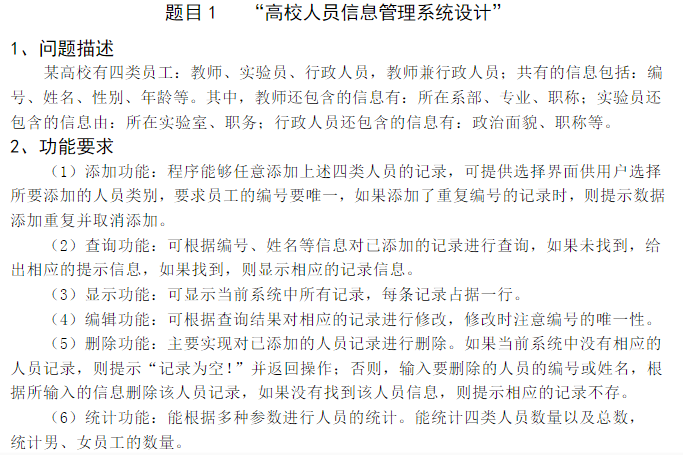 题目1 “高校人员信息管理系统设计”
1、问题描述
某高校有四类员工：教师、实验员、行政人员，教师兼行政人员；共有的信息包括：编
号、姓名、性别、年龄等。其中，教师还包含的信息有：所在系部、专业、职称；实验员还
包含的信息由：所在实验室、职务；行政人员还包含的信息有：政治面貌、职称等。
2、功能要求
（1）添加功能：程序能够任意添加上述四类人员的记录，可提供选择界面供用户选择
所要添加的人员类别，要求员工的编号要唯一，如果添加了重复编号的记录时，则提示数据
添加重复并取消添加。
（2）查询功能：可根据编号、姓名等信息对已添加的记录进行查询，如果未找到，给
出相应的提示信息，如果找到，则显示相应的记录信息。
（3）显示功能：可显示当前系统中所有记录，每条记录占据一行。
（4）编辑功能：可根据查询结果对相应的记录进行修改，修改时注意编号的唯一性。
（5）删除功能：主要实现对已添加的人员记录进行删除。如果当前系统中没有相应的
人员记录，则提示“记录为空！”并返回操作；否则，输入要删除的人员的编号或姓名，根
据所输入的信息删除该人员记录，如果没有找到该人员信息，则提示相应的记录不存。
（6）统计功能：能根据多种参数进行人员的统计。能统计四类人员数量以及总数，
统计男、女员工的数量。